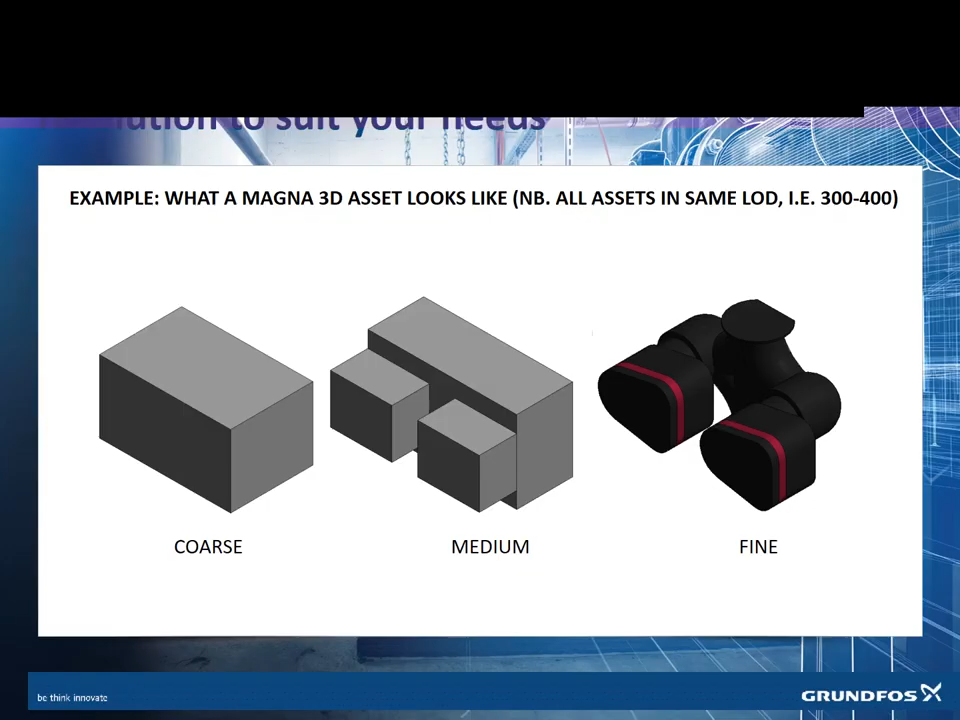 to suit your needs
EXAMPLE: WHAT A MAGNA 3D ASSET LOOKS LIKE (NB. ALL ASSETS IN SAME LOD, I.E. 300-400)
COARSE
MEDIUM
FINE
be think innovate
GRUNDFOS